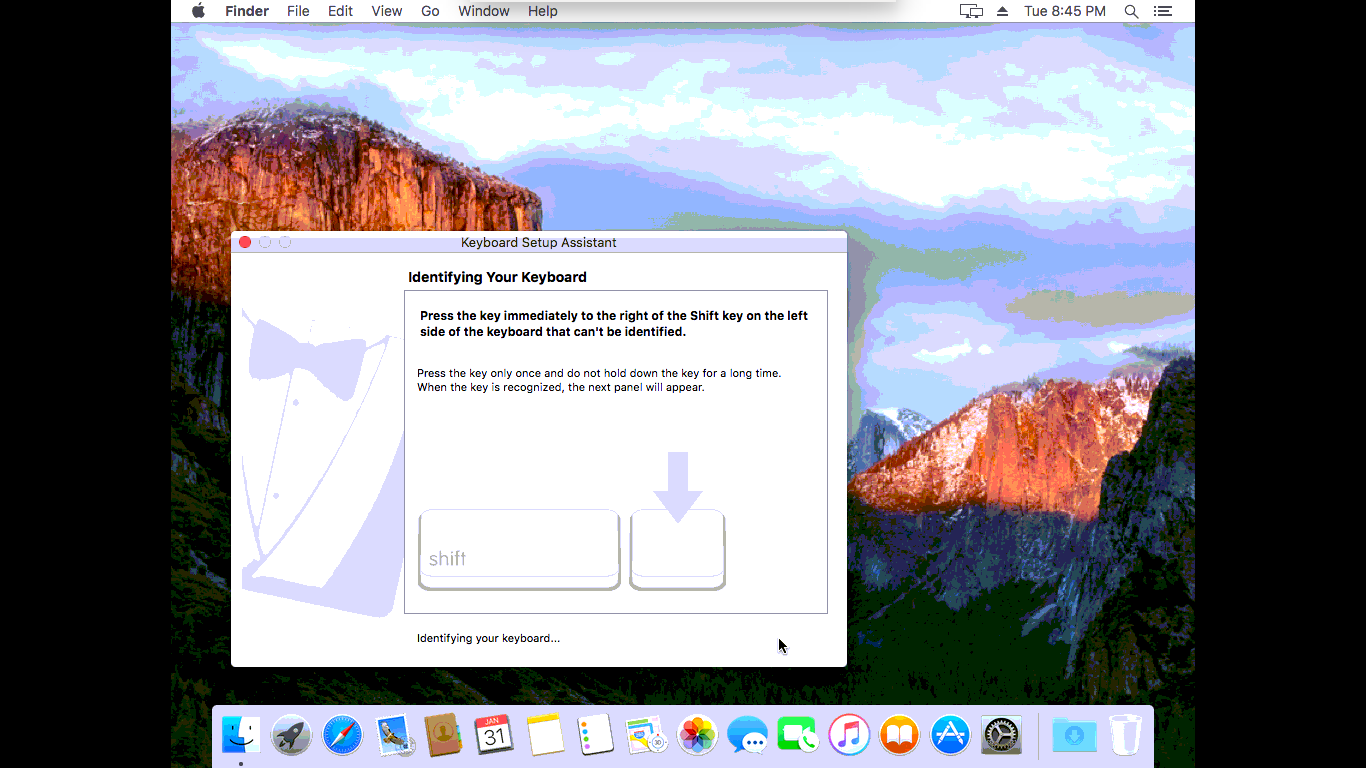 Finder File Edit View Go Window Help Tue 8:45 PM
Keyboard Setup Assistant
Identifying Your Keyboard
Press the key immediately to the right of the Shift key on the left
side of the keyboard that can't be identified.
Press the key only once and do not hold down the key for a long time.
When the key is recognized, the next panel will appear.
shift
Identifying your keyboard...
JAN
31